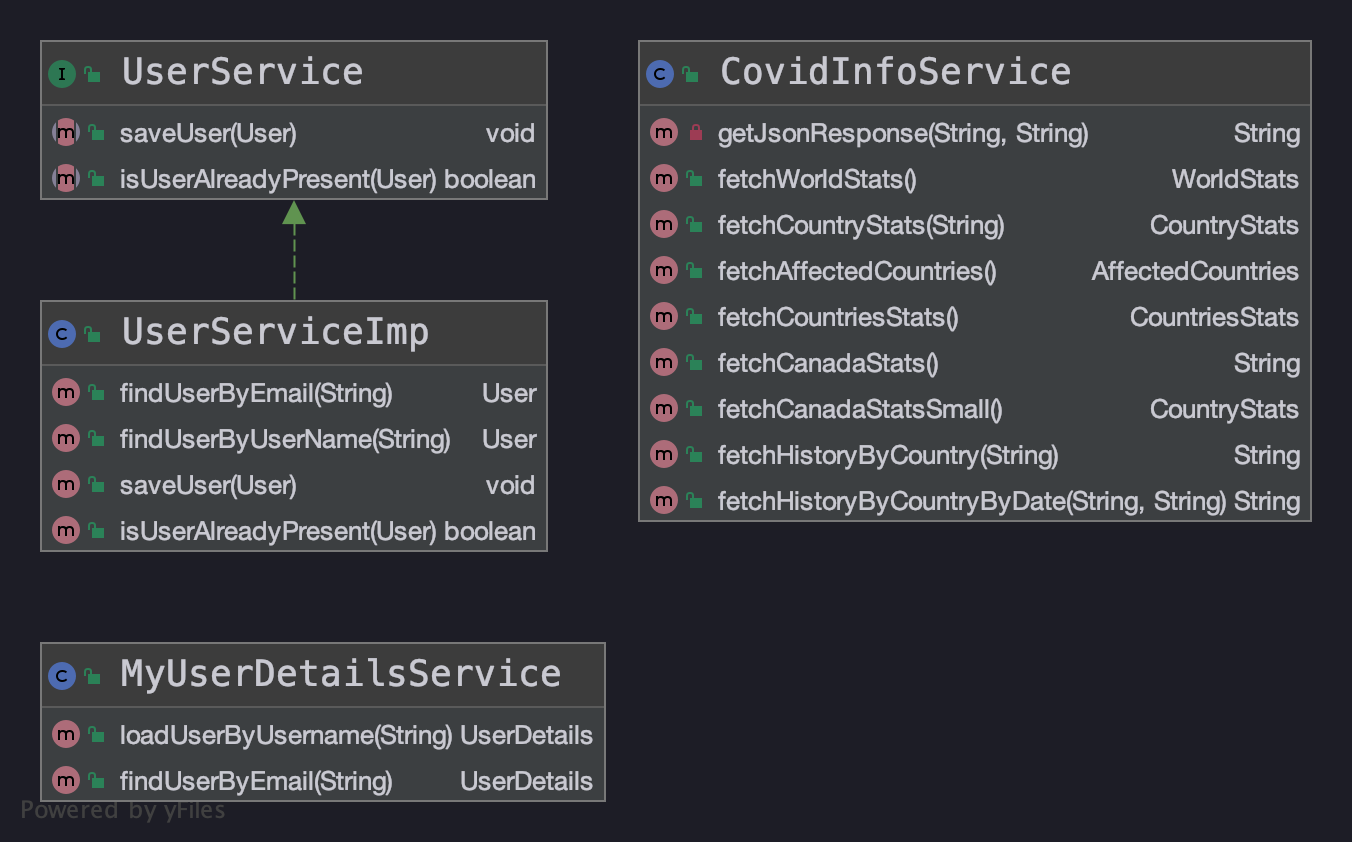 UserService
saveUser(User) void
isUserAlreadyPresent(User) boolean
UserServiceImp
findUserByEmail(String) User
findUserByUserName(String) User
saveUser(User) void
isUserAlreadyPresent(User) boolean
MyUserDetailsService
loadUserByUsername(String) UserDetails
findUserByEmail(String) UserDetails
CovidInfoService
getJsonResponse(String, String) String
fetchWorldStats() WorldStats
fetchCountryStats(String) CountryStats
fetchAffectedCountries() AffectedCountries
fetchCountriesStats() CountriesStats
fetchCanadaStats() String
fetchCanadaStatsSmall() CountryStats
fetchHistoryByCountry(String) String
fetchHistoryByCountryByDate(String, String) String
Powered by yFiles